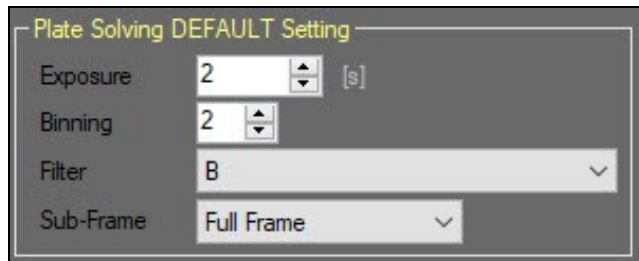 Plate Solving DEFAULT Setting
Exposure 2 [s]
Binning 2
Filter B
Sub-Frame Full Frame